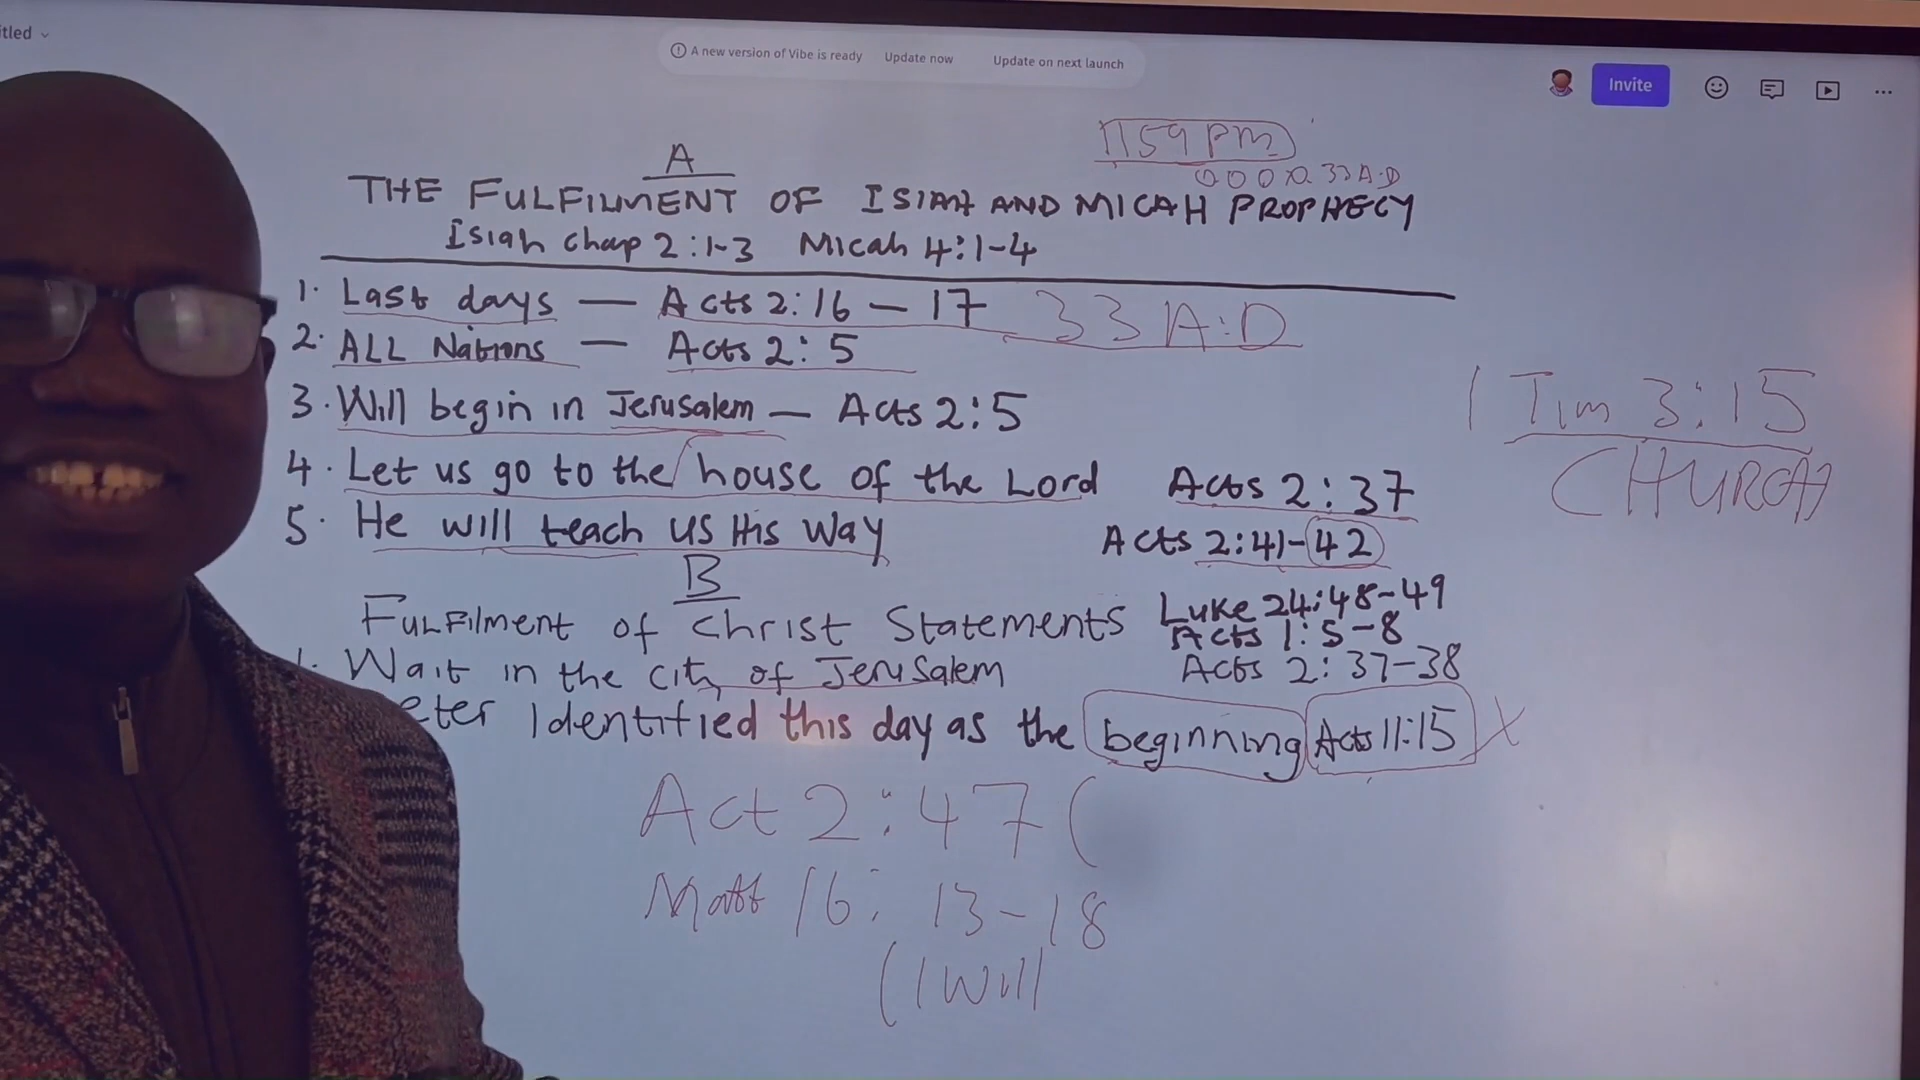 tled
A new version of Vibe is ready Update now Update on next launch
Invite
1159 pm
33 A.D
A
THE FULFILMENT OF ISIAH AND MICAH PROPHECY
Isiah Chap 2:1-3 Micah 4:1-4
1. Last days — Acts 2:16 — 17 33 A:D
2. ALL Nations — Acts 2:5
3. Will begin in Jerusalem — Acts 2:5
1 Tim 3:15
CHURCH
4. Let us go to the house of the Lord Acts 2:37
5. He will teach us His Way Acts 2:41-42
B
Fulfilment of Christ Statements Luke 24:48-49
Acts 1:5-8
1. Wait in the city of Jerusalem Acts 2:37-38
eter Identified this day as the beginning Acts 11:15 X
Act 2:47 (
Matt 16: 13-18
(I Will